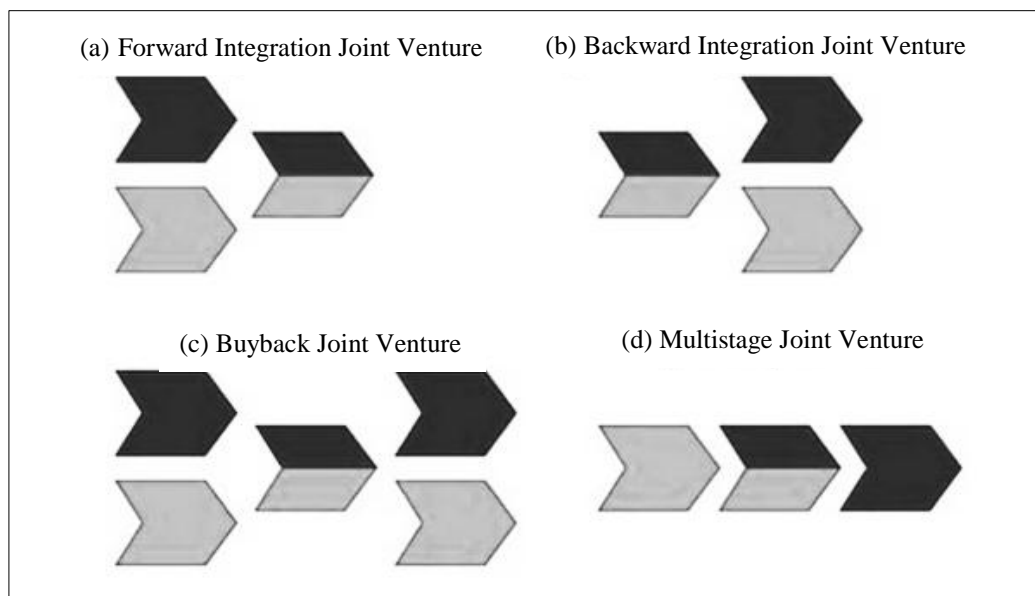 (a) Forward Integration Joint Venture
(b) Backward Integration Joint Venture
(c) Buyback Joint Venture
(d) Multistage Joint Venture